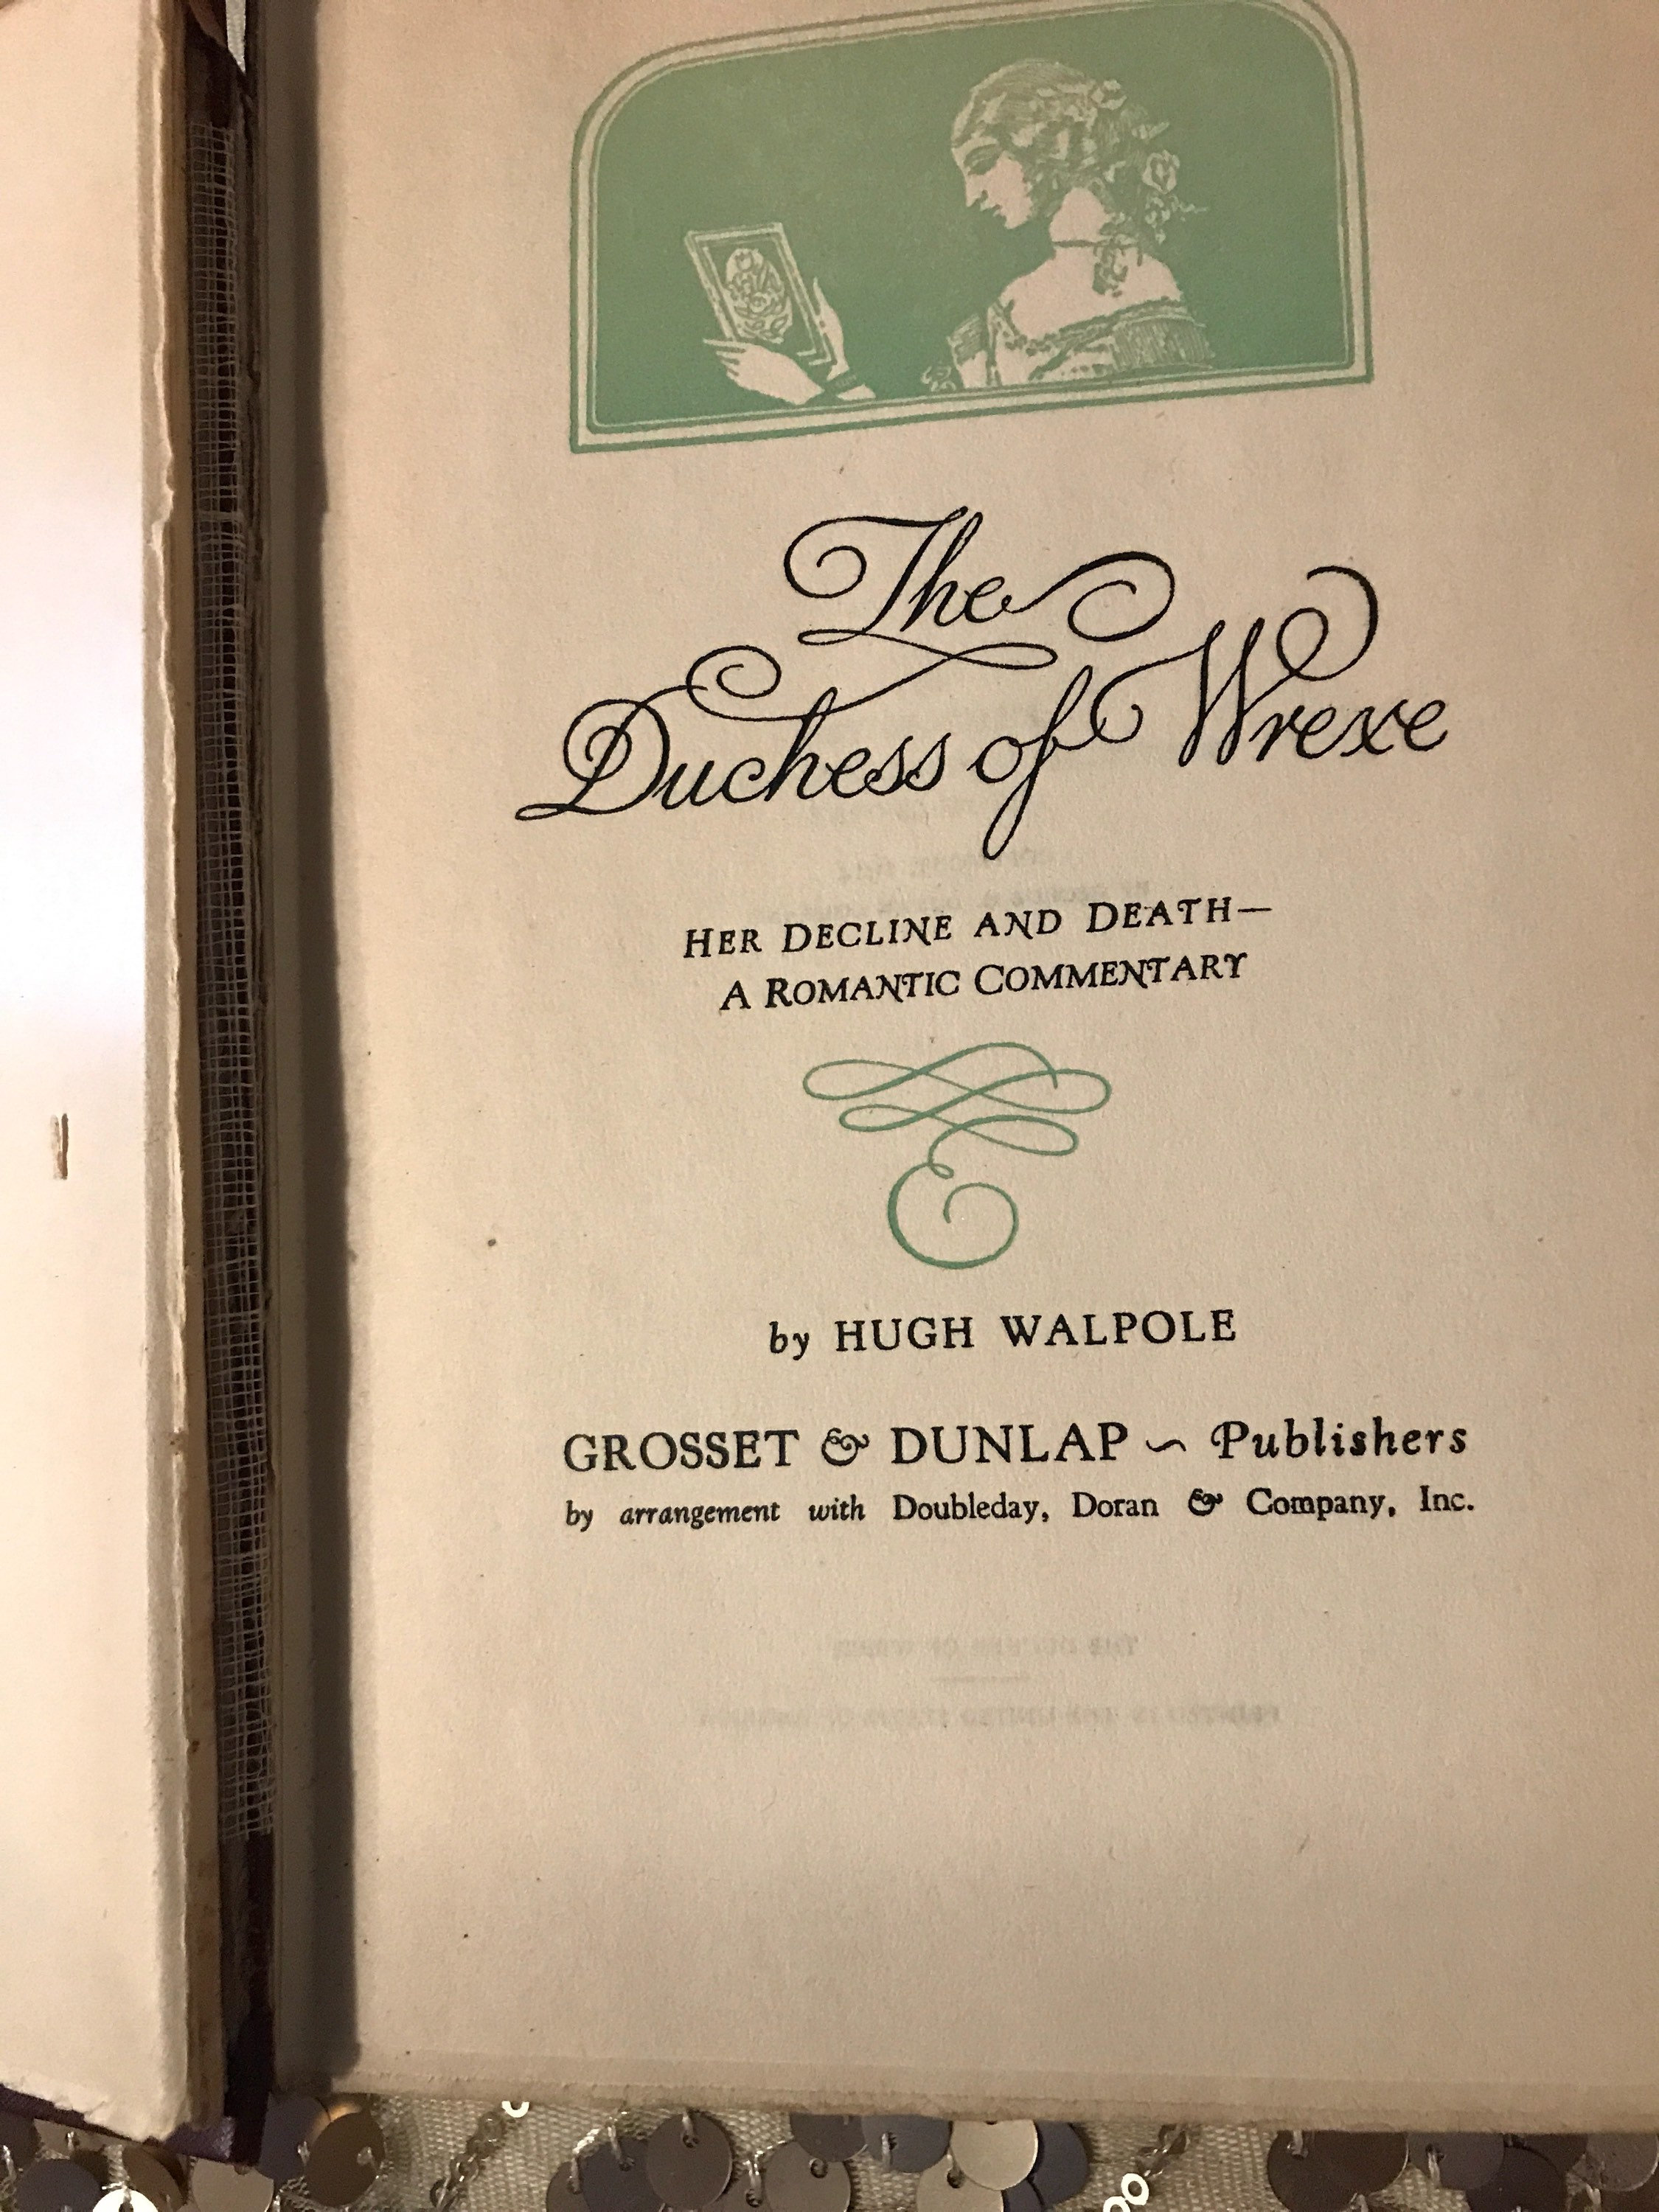 The
Duchess of Wrexe
HER DECLINE AND DEATH—
A ROMANTIC COMMENTARY
by HUGH WALPOLE
GROSSET & DUNLAP ~ Publishers
by arrangement with Doubleday, Doran & Company, Inc.